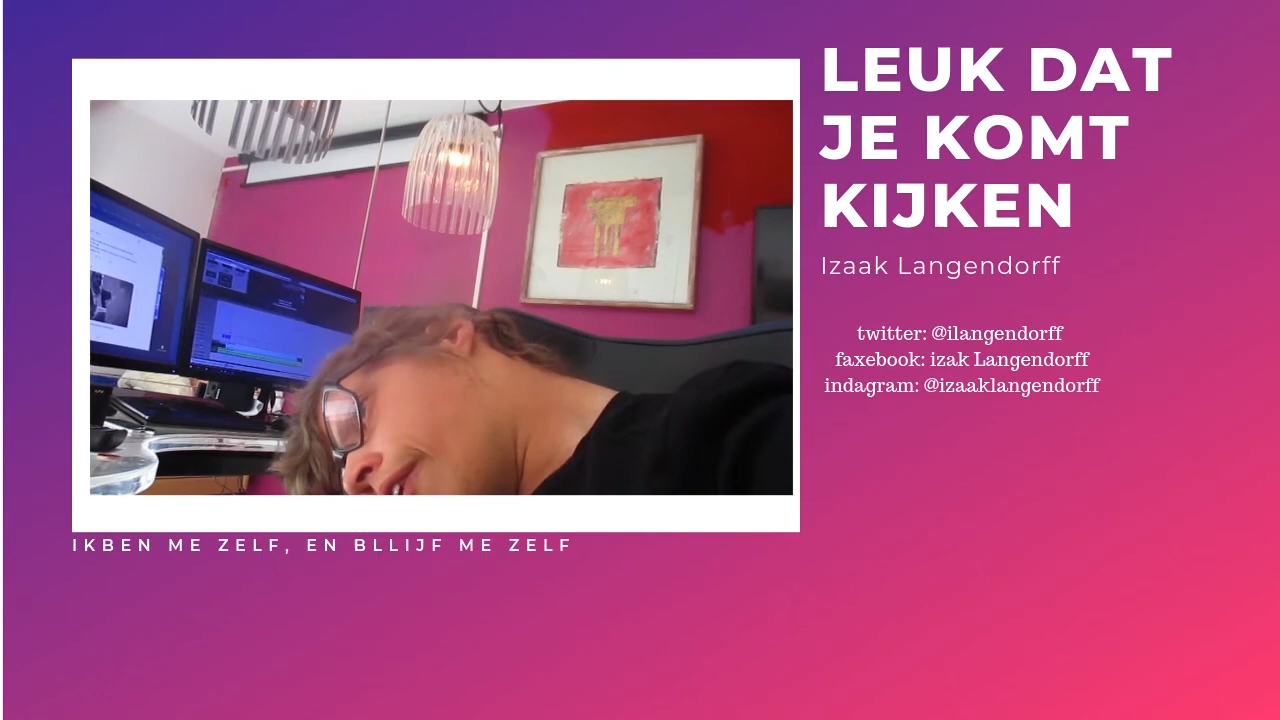 LEUK DAT
JE KOMT
KIJKEN
Izaak Langendorff
twitter: @ilangendorff
faxebook: izak Langendorff
indagram: @izaaklangendorff
IKBEN ME ZELF, EN BLLIJF ME ZELF